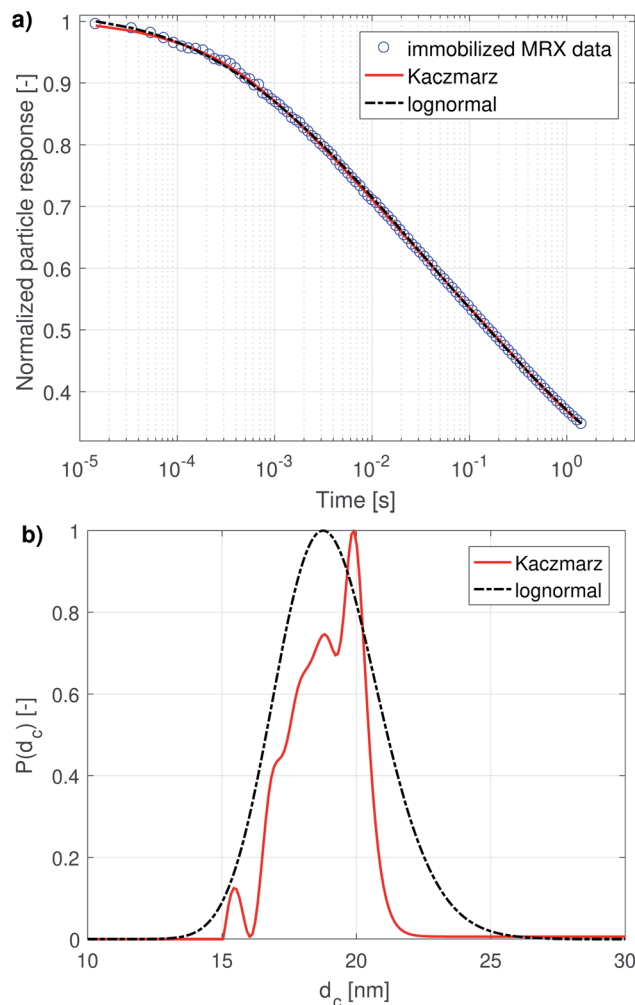 a)
1
0.9
0.8
0.7
0.6
0.5
0.4
Normalized particle response [-]
immobilized MRX data
Kaczmarz
lognormal
10^-5 10^-4 10^-3 10^-2 10^-1 10^0
Time [s]
b)
1
0.8
0.6
0.4
0.2
0
P(d_c) [-]
Kaczmarz
lognormal
10 15 20 25 30
d_c [nm]